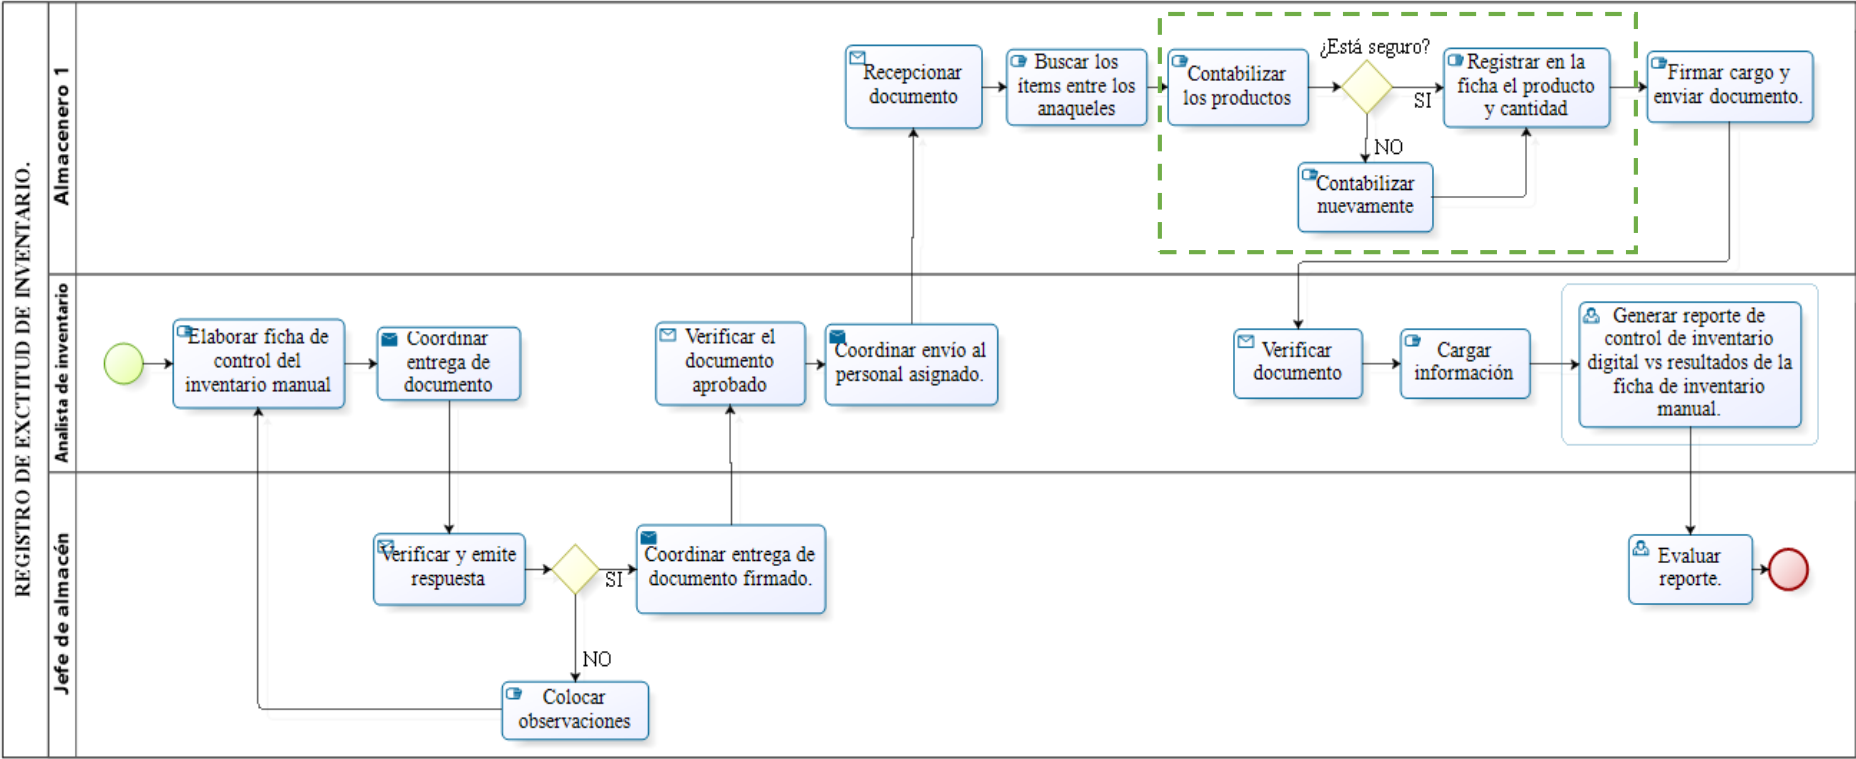 REGISTRO DE EXCTITUD DE INVENTARIO.
Almacenero 1
Recepcionar
documento
Buscar los
ítems entre los
anaqueles
Contabilizar
los productos
¿Está seguro?
SI
NO
Contabilizar
nuevamente
Registrar en la
ficha el producto
y cantidad
Firmar cargo y
enviar documento.
Analista de inventario
Elaborar ficha de
control del
inventario manual
Coordinar
entrega de
documento
Verificar el
documento
aprobado
Coordinar envío al
personal asignado.
Verificar
documento
Cargar
información
Generar reporte de
control de inventario
digital vs resultados de la
ficha de inventario
manual.
Jefe de almacén
Verificar y emite
respuesta
SI
NO
Coordinar entrega de
documento firmado.
Colocar
observaciones
Evaluar
reporte.